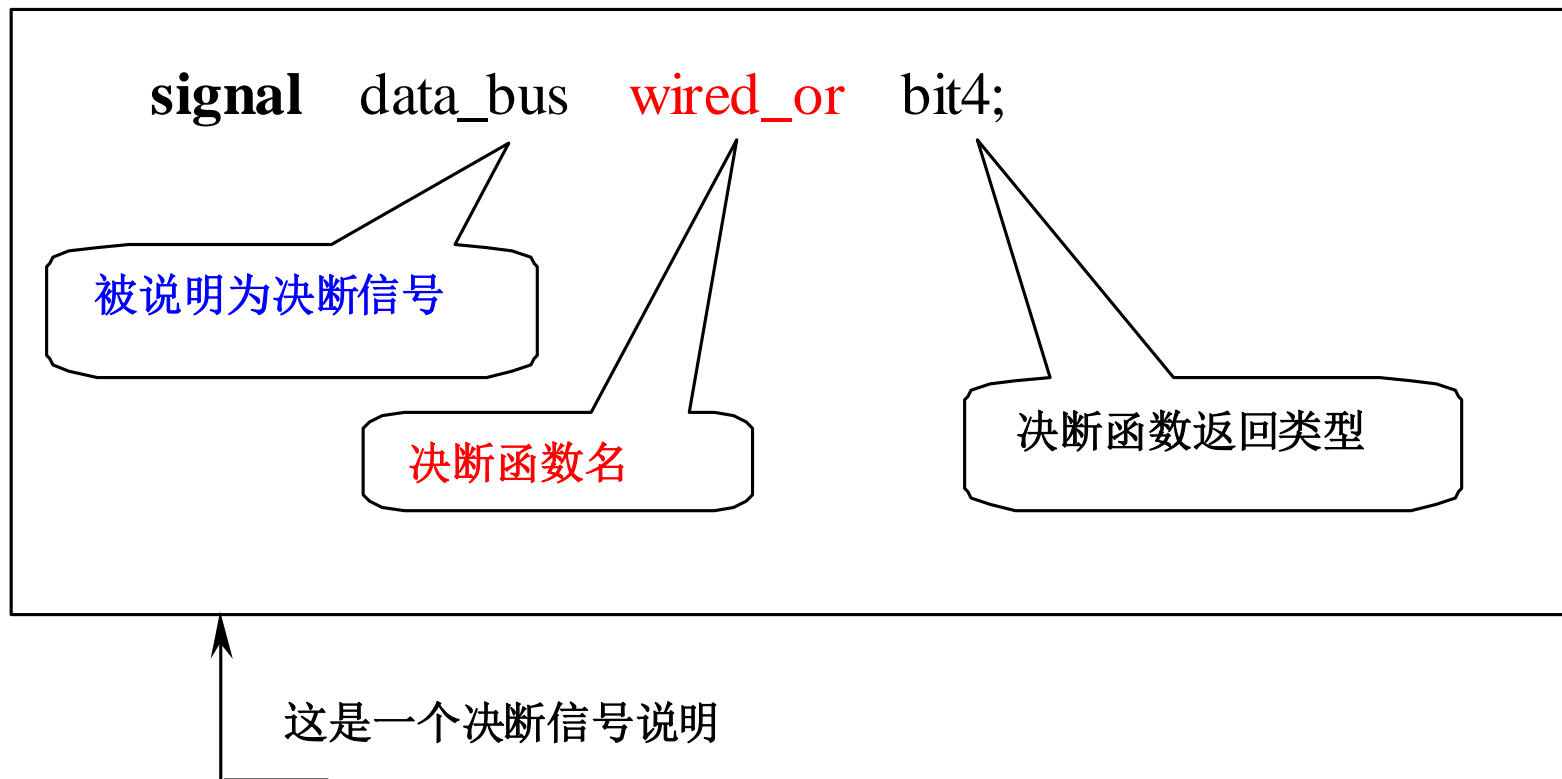 signal data_bus wired_or bit4;
被说明为决断信号
决断函数名
决断函数返回类型
这是一个决断信号说明